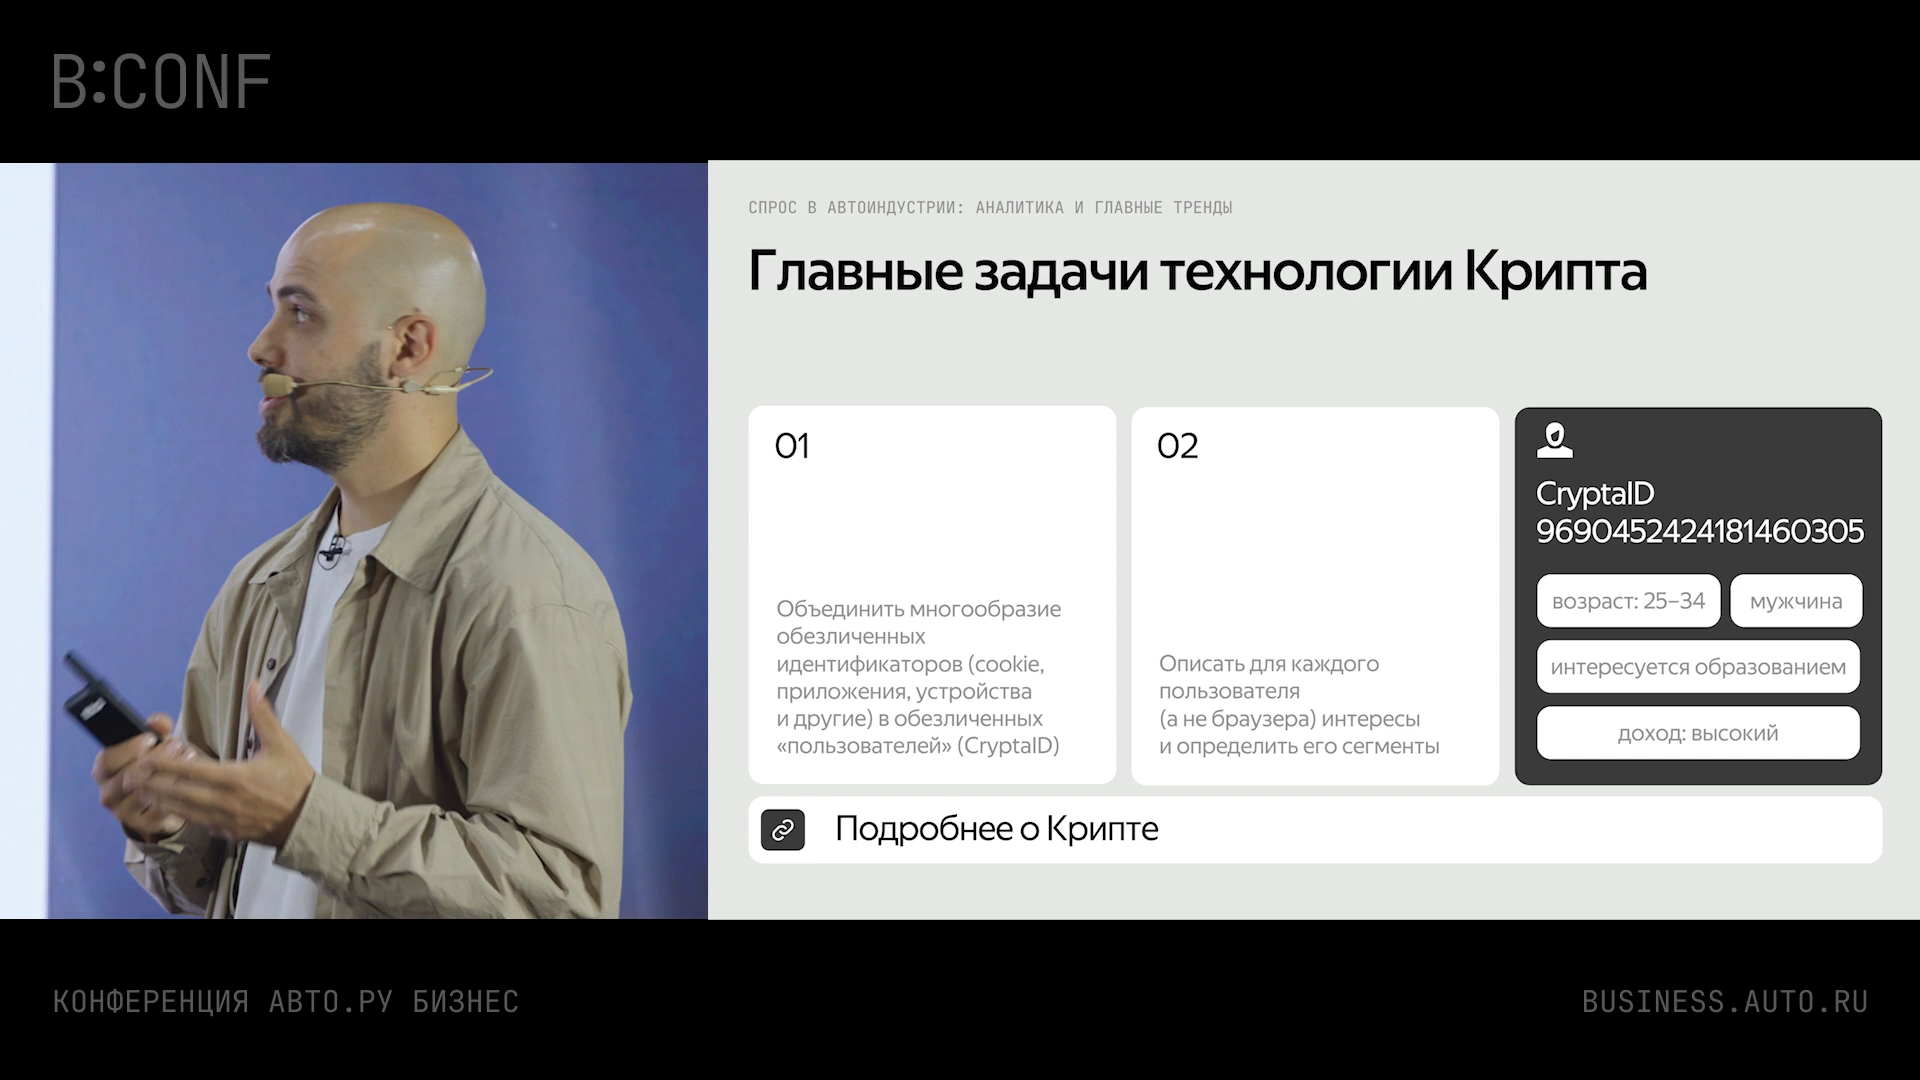 B:CONF
СПРОС В АВТОИНДУСТРИИ: АНАЛИТИКА И ГЛАВНЫЕ ТРЕНДЫ
Главные задачи технологии Крипта
01
Объединить многообразие
обезличенных
идентификаторов (cookie,
приложения, устройства
и другие) в обезличенных
«пользователей» (CryptaID)
02
Описать для каждого
пользователя
(а не браузера) интересы
и определить его сегменты
CryptaID
9690452424181460305
возраст: 25–34
мужчина
интересуется образованием
доход: высокий
Подробнее о Крипте
КОНФЕРЕНЦИЯ АВТО.РУ БИЗНЕС
BUSINESS.AUTO.RU